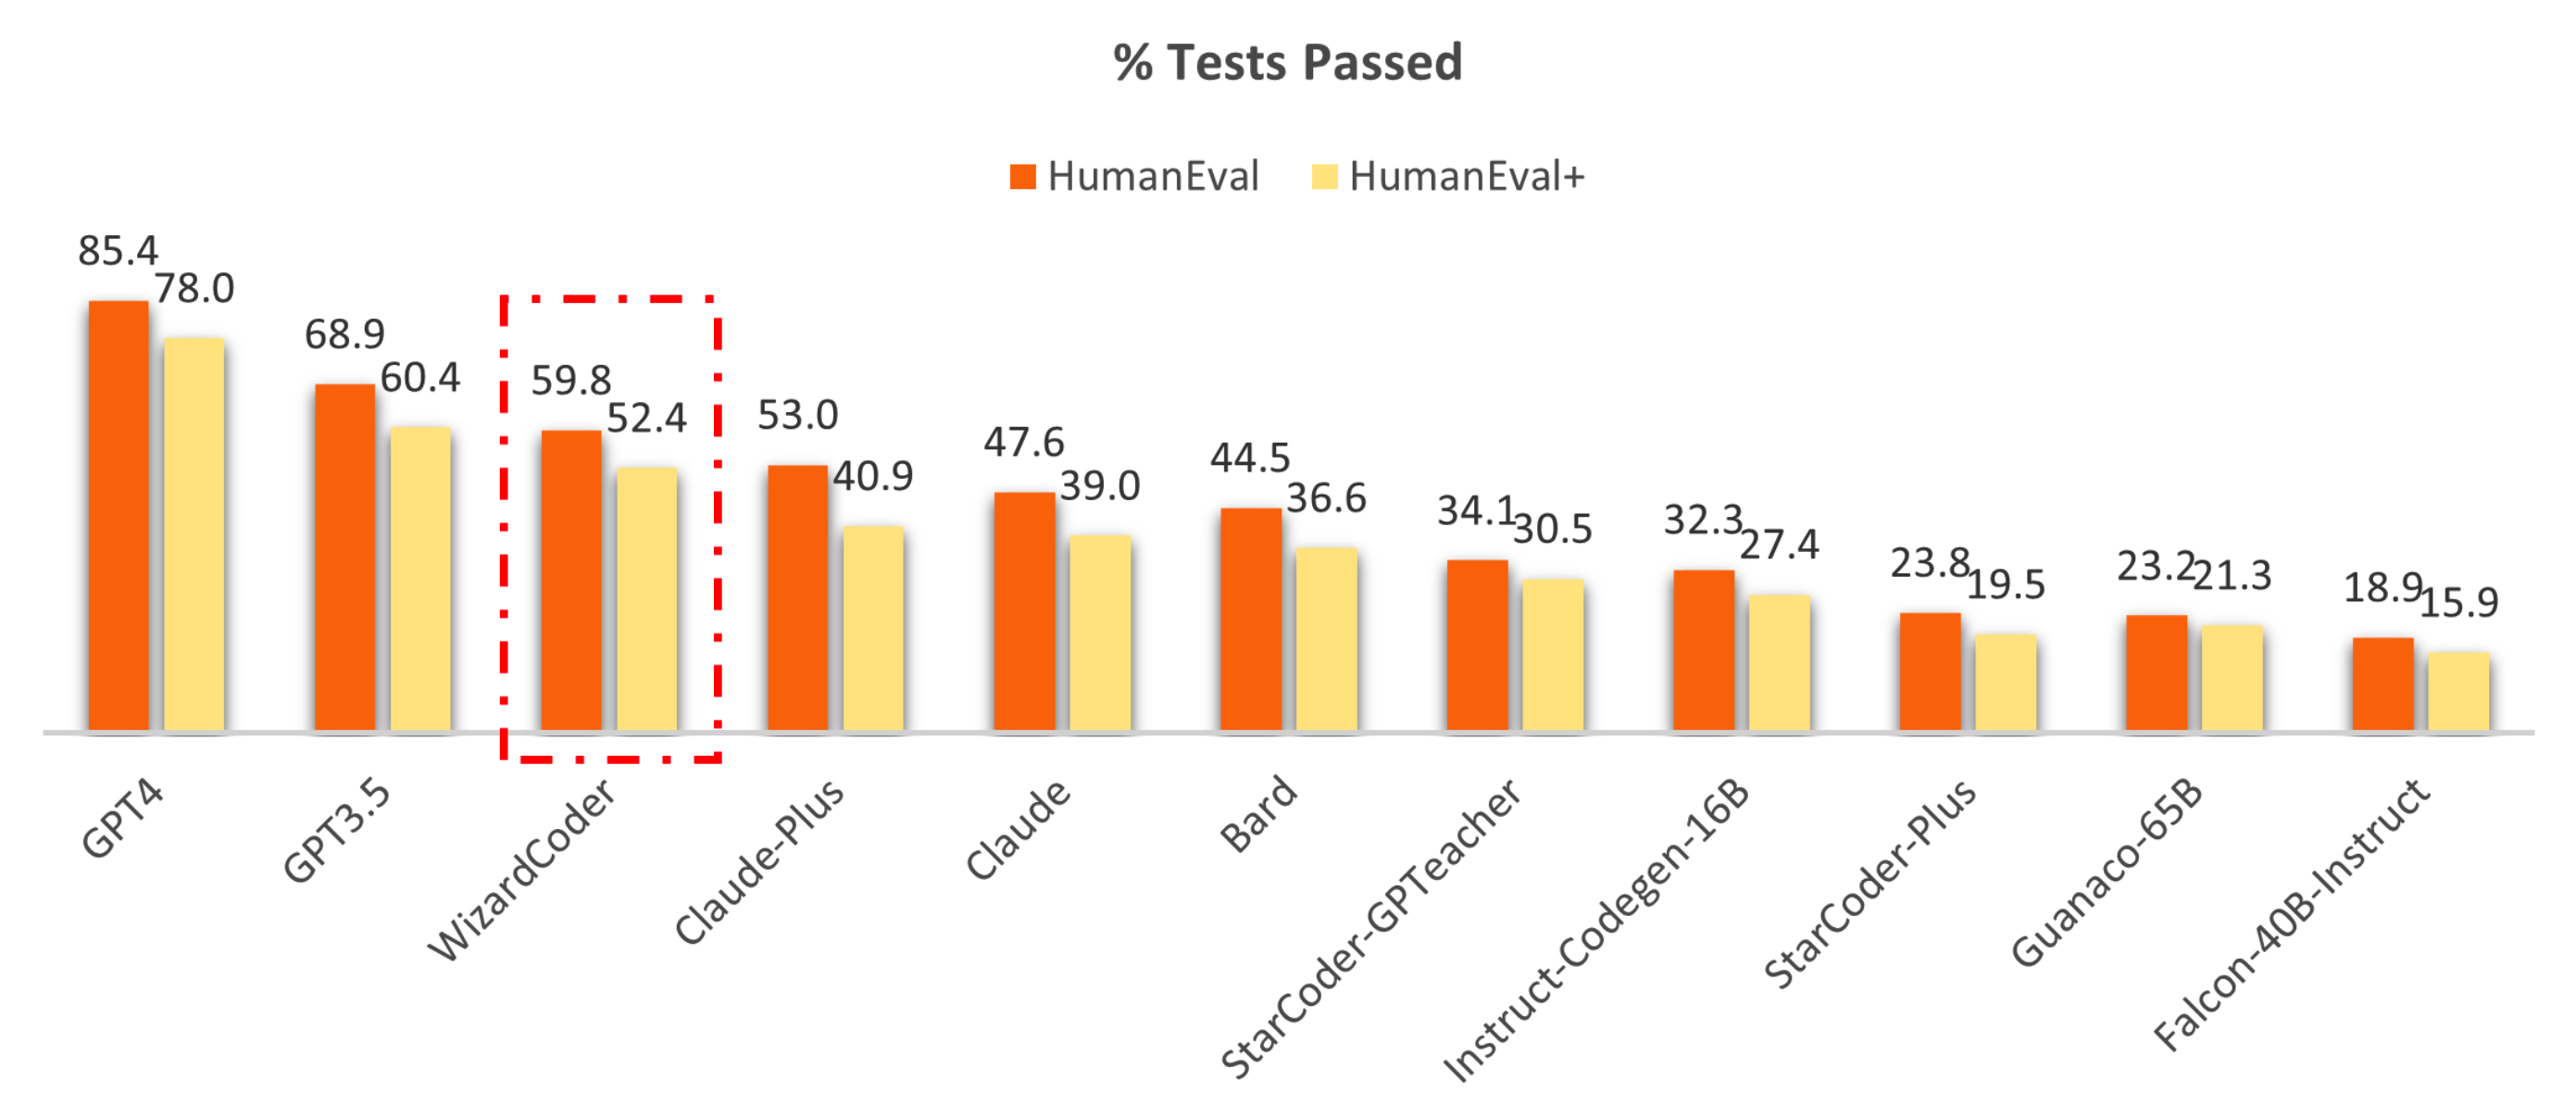 % Tests Passed
HumanEval HumanEval+
85.4 78.0
68.9 60.4
59.8 52.4
53.0 40.9
47.6 39.0
44.5 36.6
34.1 30.5
32.3 27.4
23.8 19.5
23.2 21.3
18.9 15.9
GPT4
GPT3.5
WizardCoder
Claude-Plus
Claude
Bard
StarCoder-GPTeacher
Instruct-Codegen-16B
StarCoder-Plus
Guanaco-65B
Falcon-40B-Instruct